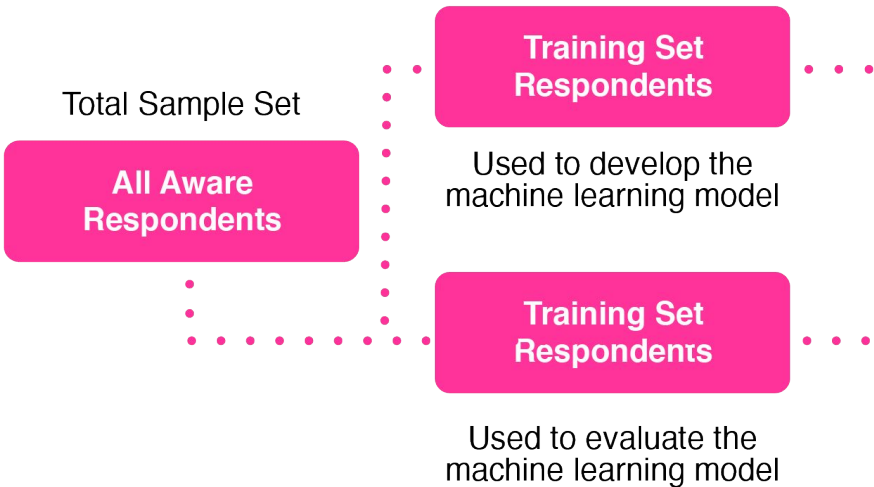 Total Sample Set
All Aware
Respondents
Training Set
Respondents
Used to develop the
machine learning model
Training Set
Respondents
Used to evaluate the
machine learning model